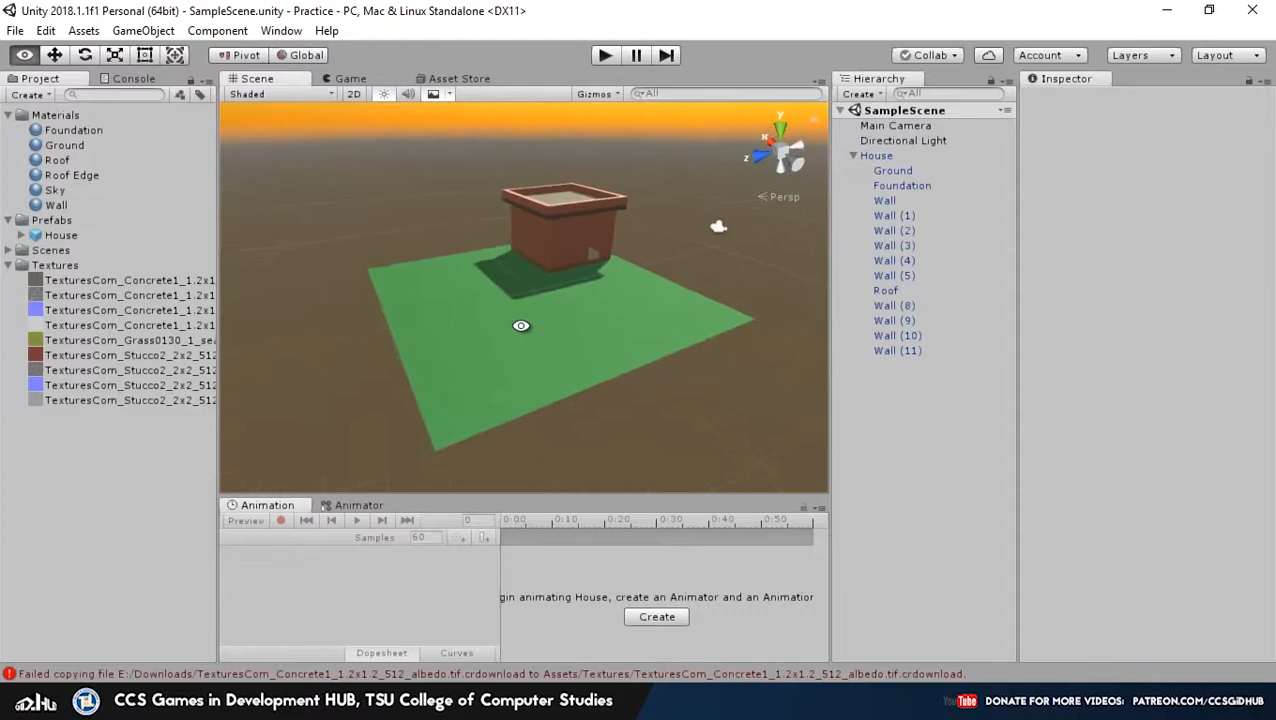 Unity 2018.1.1f1 Personal (64bit) - SampleScene.unity - Practice - PC, Mac & Linux Standalone <DX11>
File Edit Assets GameObject Component Window Help
Pivot Global Collab Account Layers Layout
Project Console Scene Game Asset Store Hierarchy Inspector
Create Shaded 2D Gizmos All Create All
Materials
Foundation
Ground
Roof
Roof Edge
Sky
Wall
Prefabs
House
Scenes
Textures
TexturesCom_Concrete1_1.2x1
TexturesCom_Concrete1_1.2x1
TexturesCom_Concrete1_1.2x1
TexturesCom_Concrete1_1.2x1
TexturesCom_Grass0130_1_sea
TexturesCom_Stucco2_2x2_512
TexturesCom_Stucco2_2x2_512
TexturesCom_Stucco2_2x2_512
TexturesCom_Stucco2_2x2_512
y
x
z
Persp
SampleScene
Main Camera
Directional Light
House
Ground
Foundation
Wall
Wall (1)
Wall (2)
Wall (3)
Wall (4)
Wall (5)
Roof
Wall (8)
Wall (9)
Wall (10)
Wall (11)
Animation Animator
Preview 0 0:00 0:10 0:20 0:30 0:40 0:50
Samples 60
gin animating House, create an Animator and an Animation
Create
Dopesheet Curves
Failed copying file E:/Downloads/TexturesCom_Concrete1_1.2x1.2_512_albedo.tif.crdownload to Assets/Textures/TexturesCom_Concrete1_1.2x1.2_512_albedo.tif.crdownload.
CCS Games in Development HUB, TSU College of Computer Studies
YouTube DONATE FOR MORE VIDEOS: PATREON.COM/CCSGiDHUB